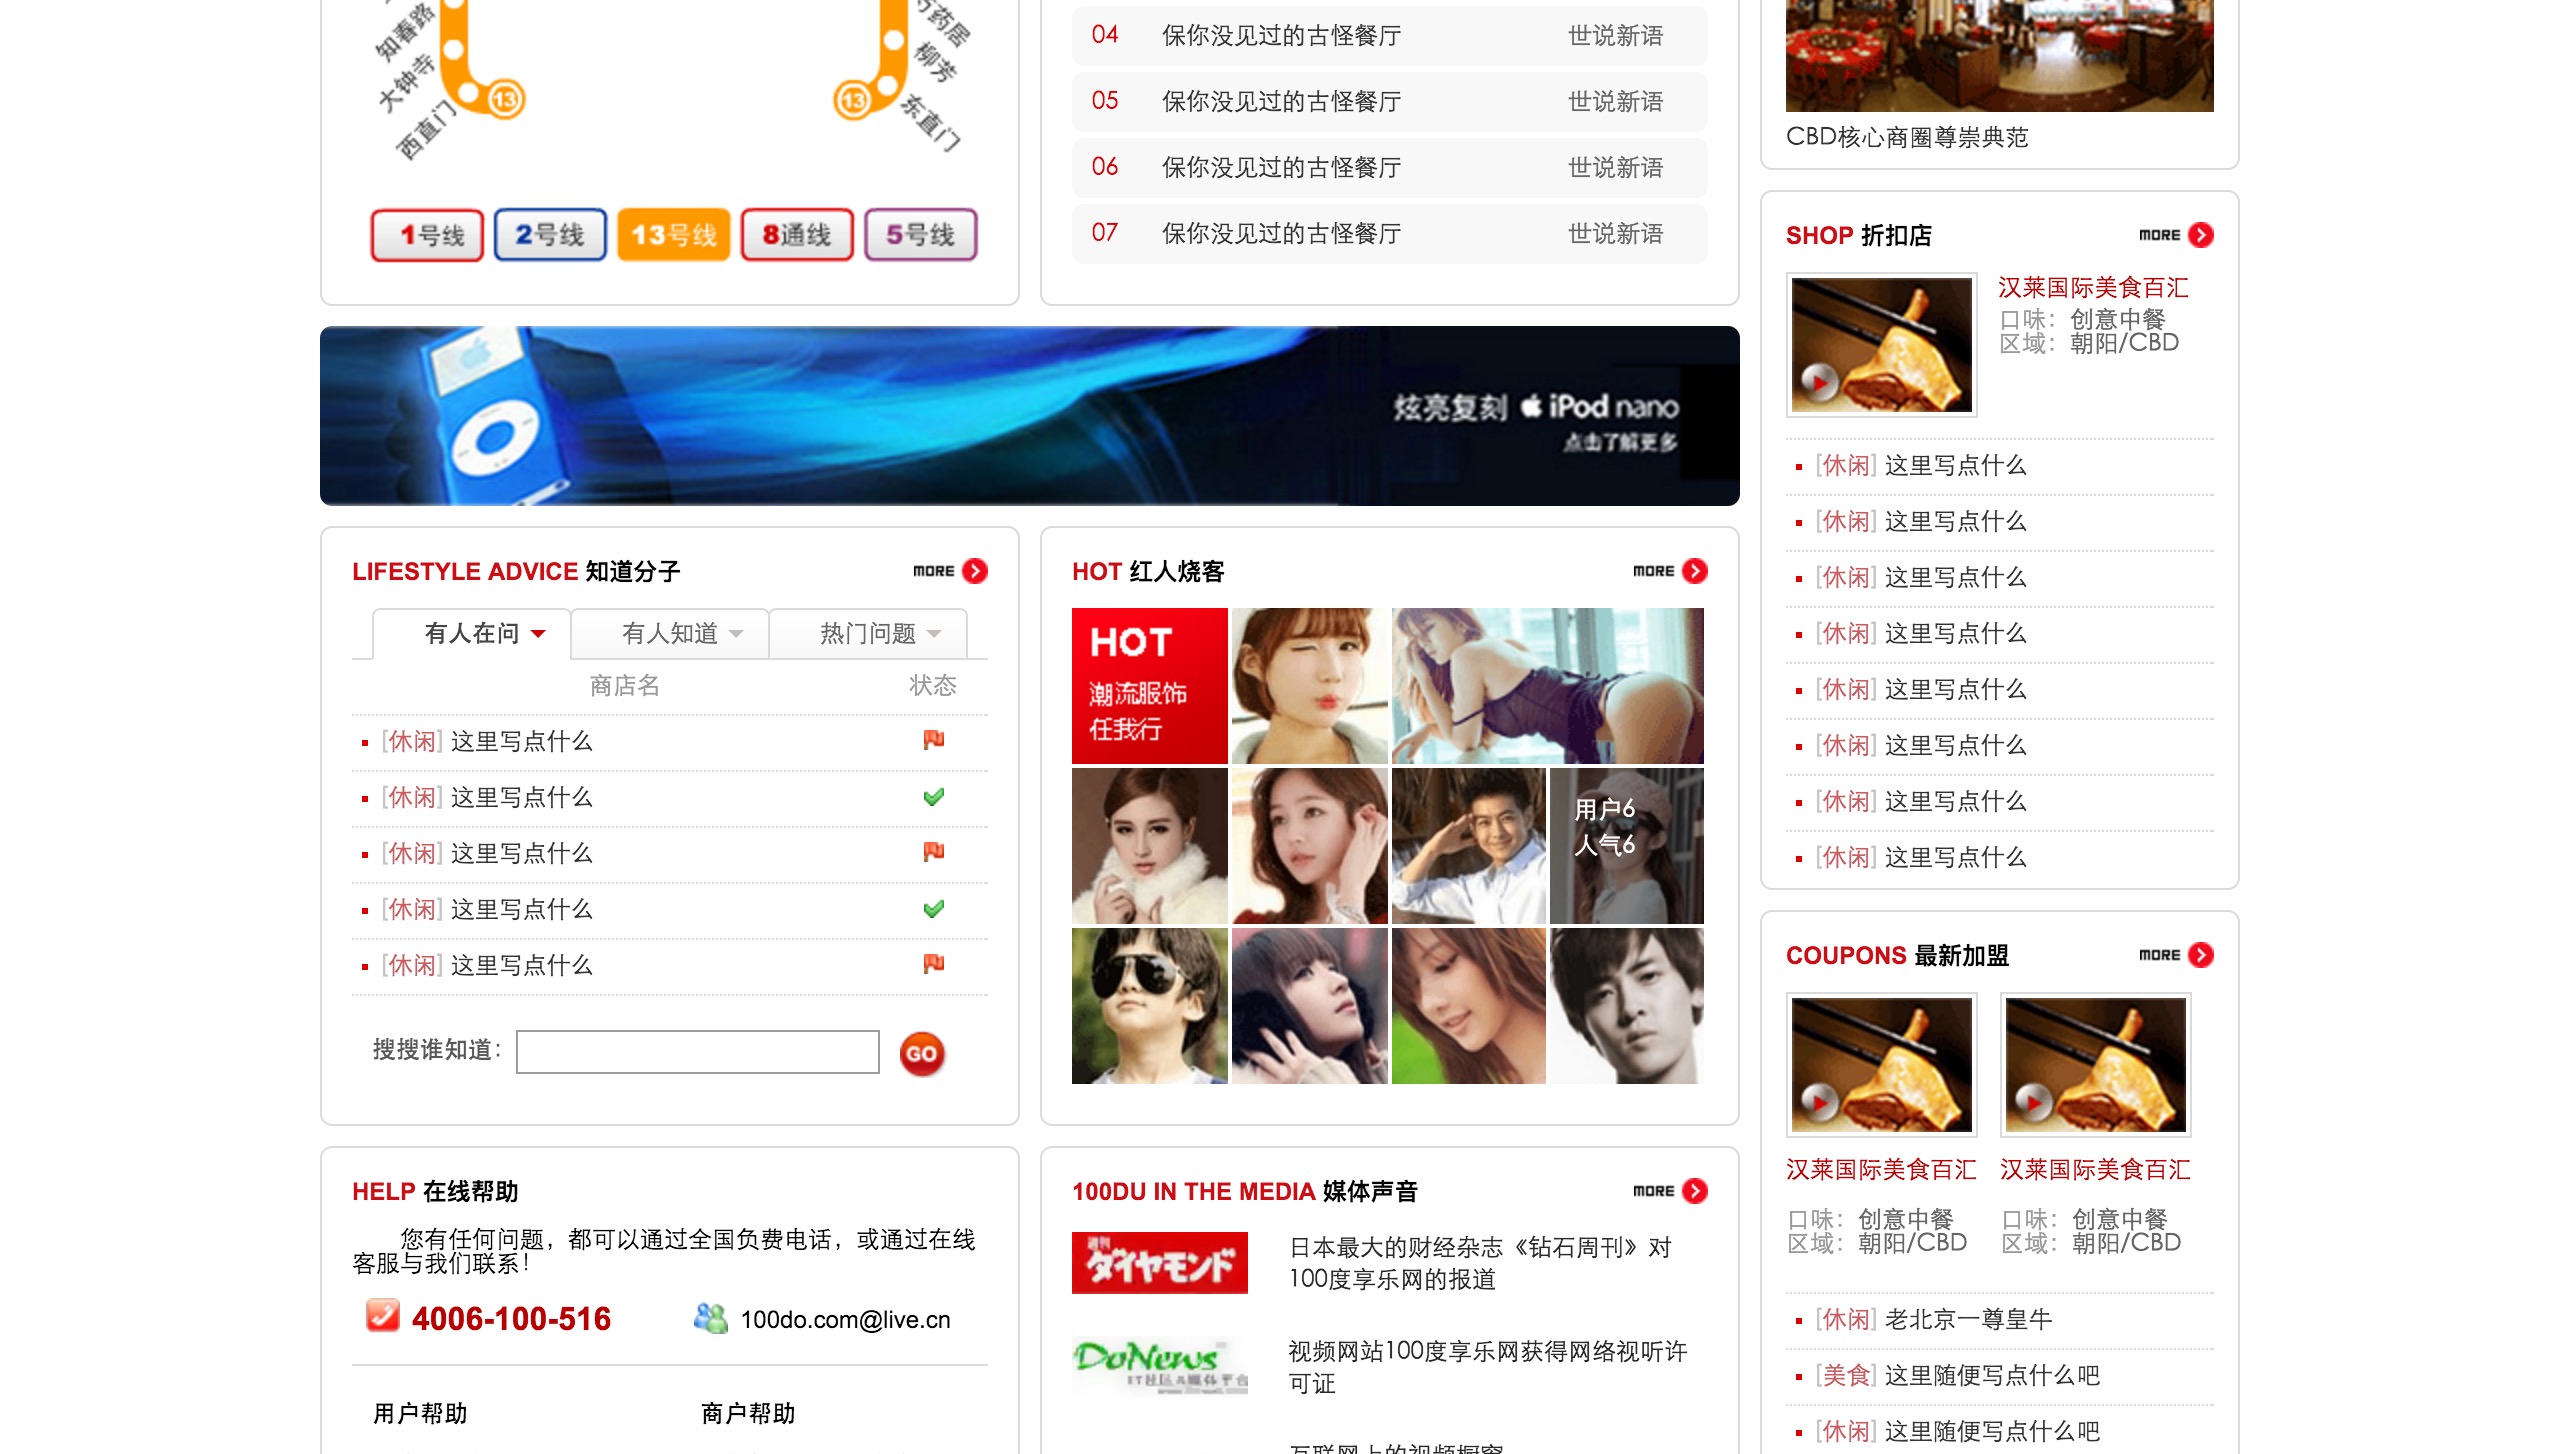 知春路
大钟寺
西直门
13
13
药居
柳芳
东直门
1号线
2号线
13号线
8通线
5号线
04 保你没见过的古怪餐厅 世说新语
05 保你没见过的古怪餐厅 世说新语
06 保你没见过的古怪餐厅 世说新语
07 保你没见过的古怪餐厅 世说新语
炫亮复刻 iPod nano
点击了解更多
LIFESTYLE ADVICE 知道分子
MORE
有人在问
有人知道
热门问题
商店名 状态
[休闲] 这里写点什么
[休闲] 这里写点什么
[休闲] 这里写点什么
[休闲] 这里写点什么
[休闲] 这里写点什么
搜搜谁知道：
GO
HOT 红人烧客
MORE
HOT
潮流服饰
任我行
用户6
人气6
HELP 在线帮助
您有任何问题，都可以通过全国负费电话，或通过在线
客服与我们联系！
4006-100-516
100do.com@live.cn
用户帮助
商户帮助
100DU IN THE MEDIA 媒体声音
MORE
ダイヤモンド
日本最大的财经杂志《钻石周刊》对
100度享乐网的报道
DoNews
视频网站100度享乐网获得网络视听许
可证
互联网上的视频橱窗
CBD核心商圈尊崇典范
SHOP 折扣店
MORE
汉莱国际美食百汇
口味：创意中餐
区域：朝阳/CBD
[休闲] 这里写点什么
[休闲] 这里写点什么
[休闲] 这里写点什么
[休闲] 这里写点什么
[休闲] 这里写点什么
[休闲] 这里写点什么
[休闲] 这里写点什么
[休闲] 这里写点什么
COUPONS 最新加盟
MORE
汉莱国际美食百汇
口味：创意中餐
区域：朝阳/CBD
汉莱国际美食百汇
口味：创意中餐
区域：朝阳/CBD
[休闲] 老北京一尊皇牛
[美食] 这里随便写点什么吧
[休闲] 这里随便写点什么吧